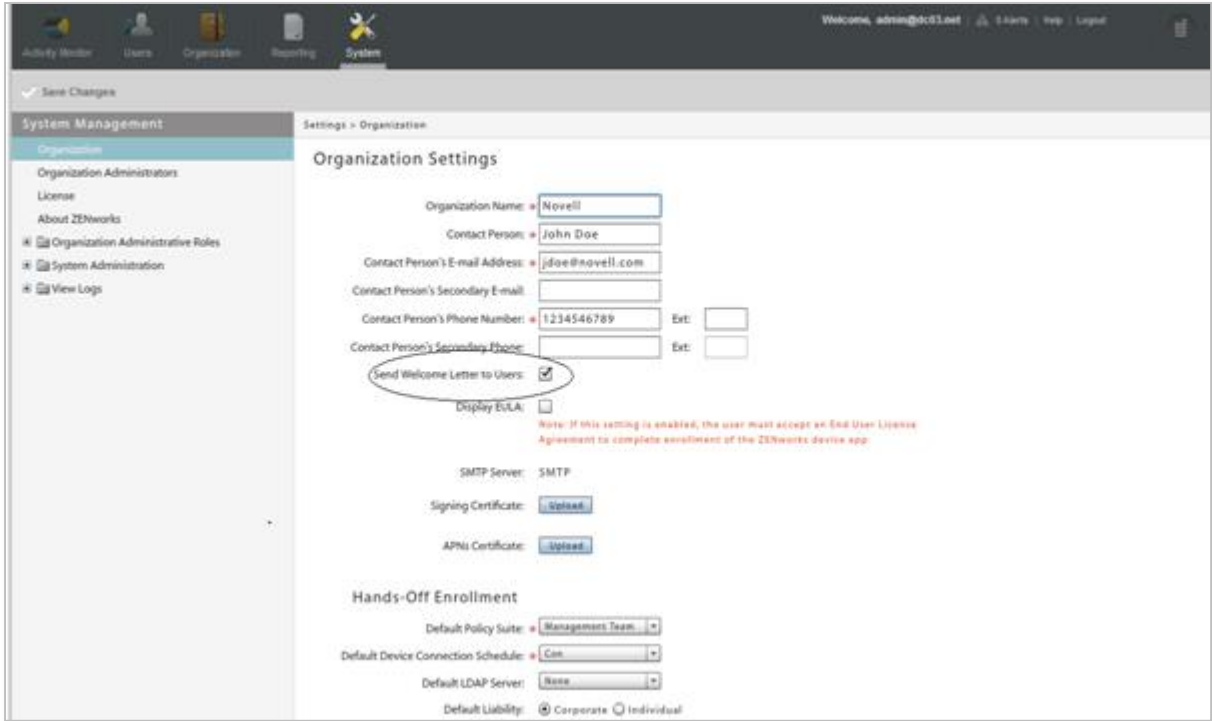 Welcome, admin@dc03.net | 0 Alerts | Help | Logout
Activity Monitor Users Organization Reporting System
Save Changes
System Management
Settings > Organization
Organization
Organization Settings
Organization Administrators
License
About ZENworks
Organization Administrative Roles
System Administration
View Logs
Organization Name: * Novell
Contact Person: * John Doe
Contact Person's E-mail Address: * jdoe@novell.com
Contact Person's Secondary E-mail:
Contact Person's Phone Number: * 1234546789 Ext:
Contact Person's Secondary Phone: Ext:
Send Welcome Letter to Users:
Display EULA:
Note: If this setting is enabled, the user must accept an End User License
Agreement to complete enrollment of the ZENworks device app
SMTP Server: SMTP
Signing Certificate: Upload
APNs Certificate: Upload
Hands-Off Enrollment
Default Policy Suite: * Management Team
Default Device Connection Schedule: * Con
Default LDAP Server: None
Default Liability: Corporate Individual